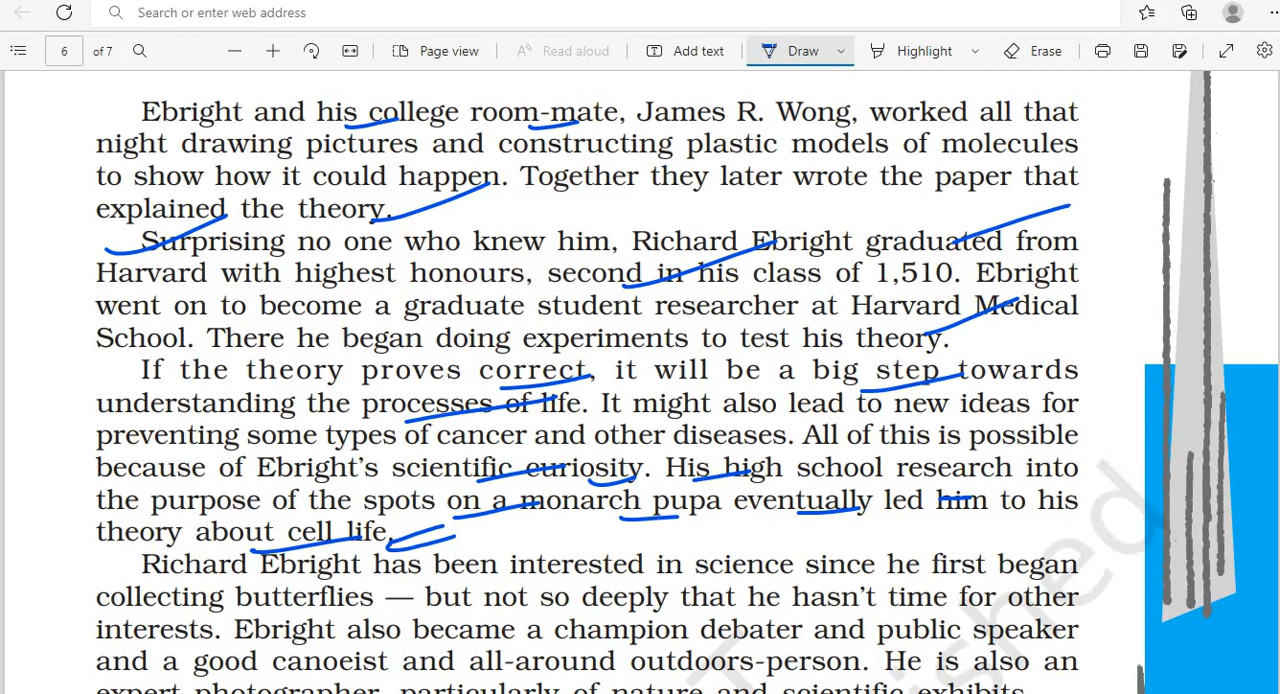 Search or enter web address
6 of 7 Page view Read aloud Add text Draw Highlight Erase
Ebright and his college room-mate, James R. Wong, worked all that
night drawing pictures and constructing plastic models of molecules
to show how it could happen. Together they later wrote the paper that
explained the theory.
Surprising no one who knew him, Richard Ebright graduated from
Harvard with highest honours, second in his class of 1,510. Ebright
went on to become a graduate student researcher at Harvard Medical
School. There he began doing experiments to test his theory.
If the theory proves correct, it will be a big step towards
understanding the processes of life. It might also lead to new ideas for
preventing some types of cancer and other diseases. All of this is possible
because of Ebright's scientific curiosity. His high school research into
the purpose of the spots on a monarch pupa eventually led him to his
theory about cell life.
Richard Ebright has been interested in science since he first began
collecting butterflies — but not so deeply that he hasn't time for other
interests. Ebright also became a champion debater and public speaker
and a good canoeist and all-around outdoors-person. He is also an
expert photographer, particularly of nature and scientific exhibits.